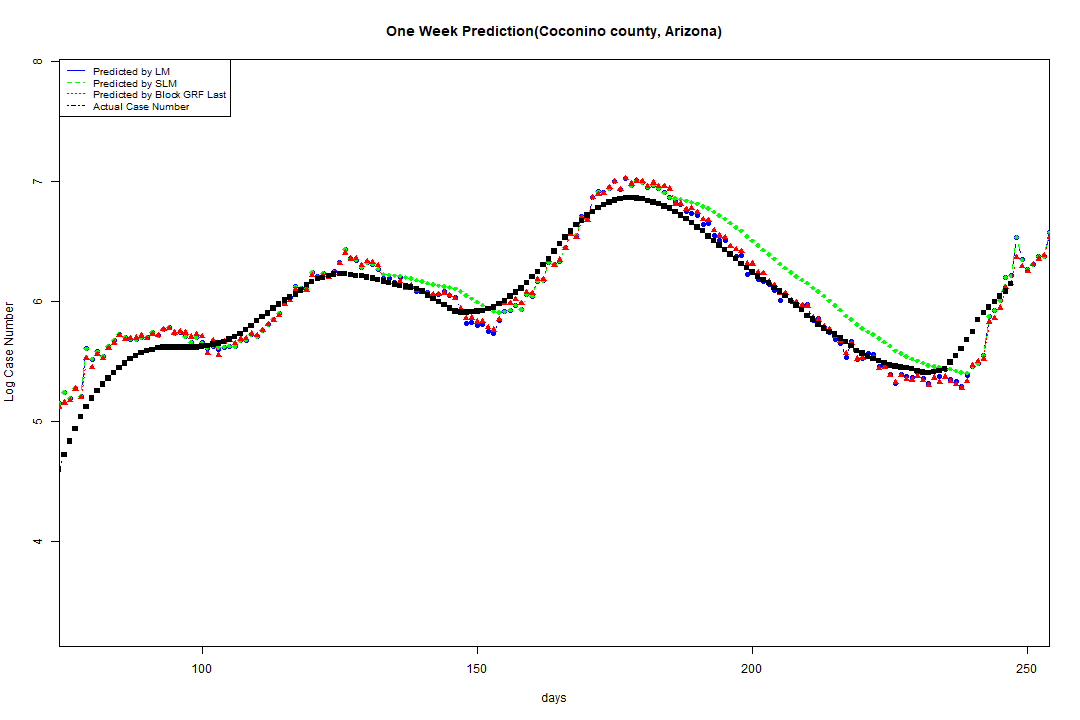 One Week Prediction(Coconino county, Arizona)
8
Predicted by LM
Predicted by SLM
Predicted by Block GRF Last
Actual Case Number
7
6
5
4
Log Case Number
100 150 200 250
days